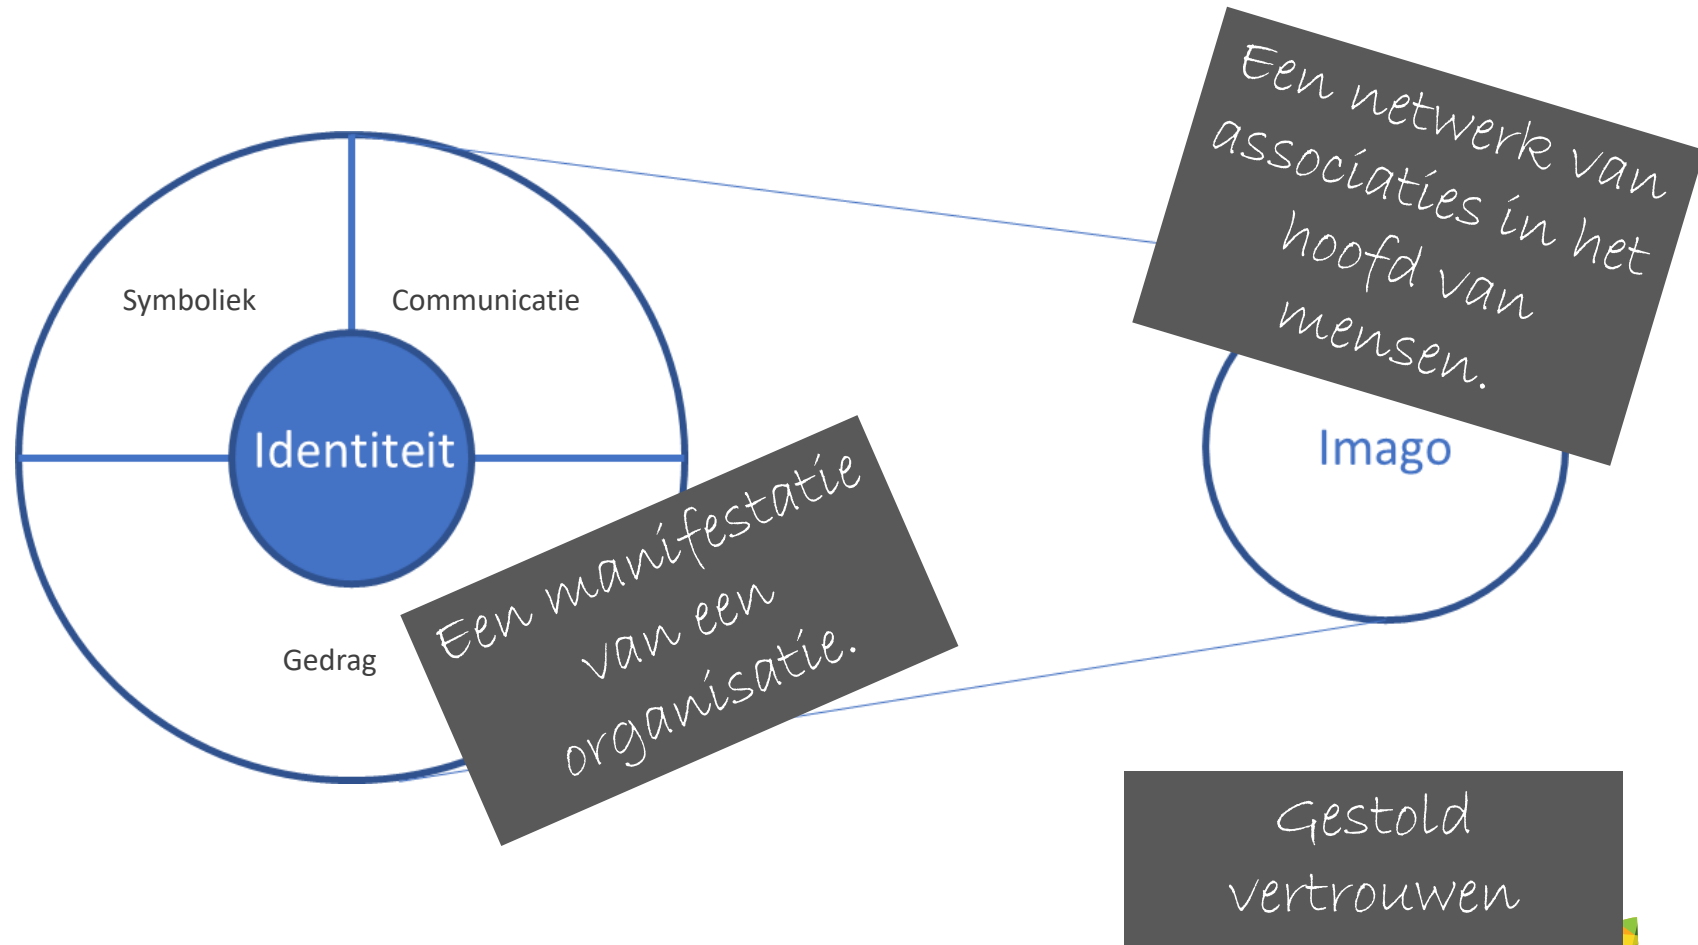 Symboliek
Communicatie
Identiteit
Gedrag
Een manifestatie
van een
organisatie.
Een netwerk van
associaties in het
hoofd van
mensen.
Imago
Gestold
vertrouwen